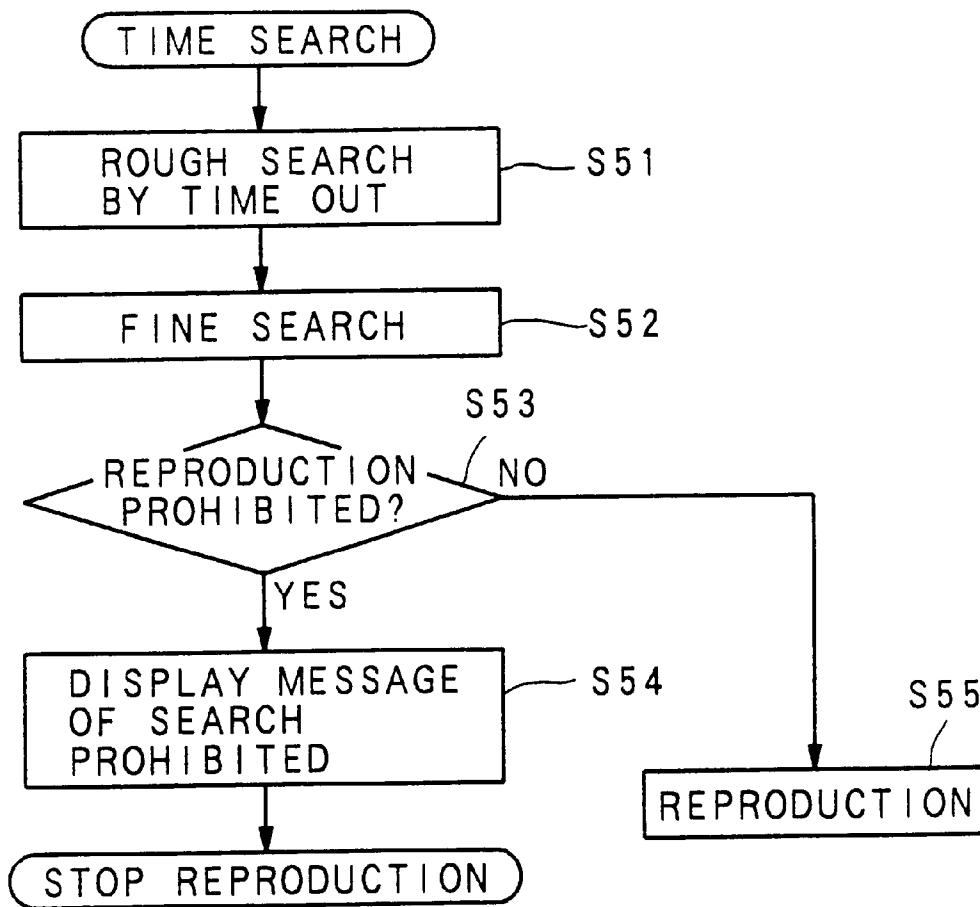 TIME SEARCH
ROUGH SEARCH
BY TIME OUT
S51
FINE SEARCH
S52
S53
REPRODUCTION
PROHIBITED?
NO
YES
DISPLAY MESSAGE
OF SEARCH
PROHIBITED
S54
S55
REPRODUCTION
STOP REPRODUCTION